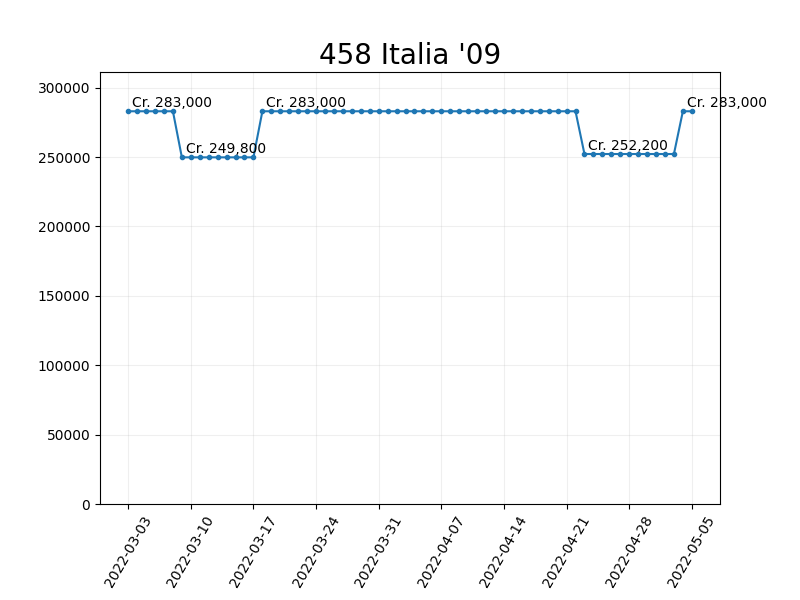 458 Italia '09
300000
250000
200000
150000
100000
50000
0
Cr. 283,000
Cr. 249,800
Cr. 283,000
Cr. 252,200
Cr. 283,000
2022-03-03
2022-03-10
2022-03-17
2022-03-24
2022-03-31
2022-04-07
2022-04-14
2022-04-21
2022-04-28
2022-05-05